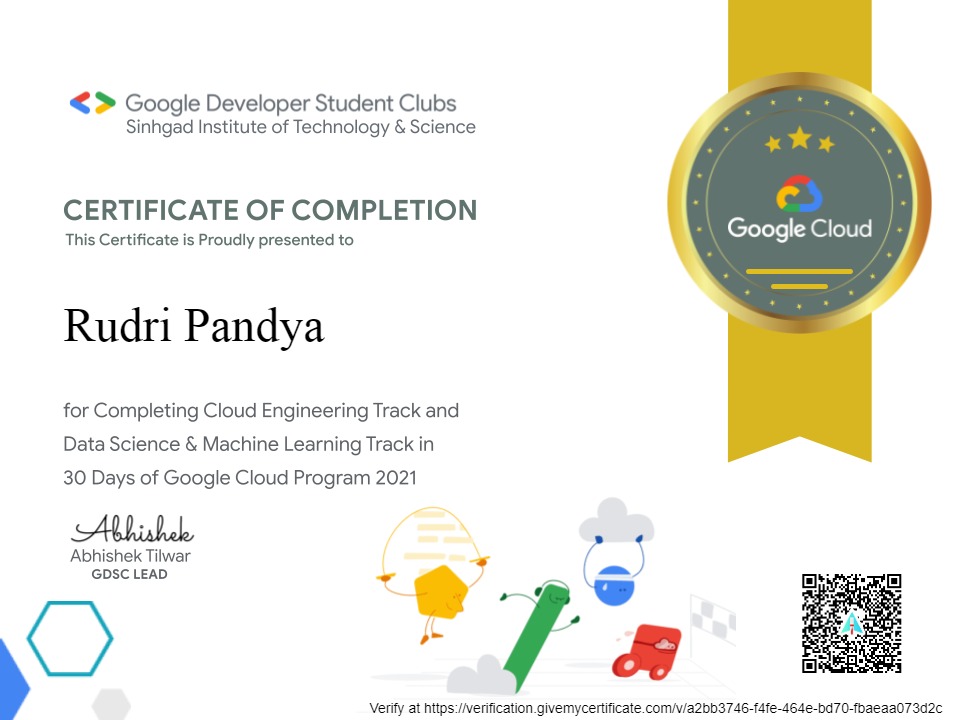 Google Developer Student Clubs
Sinhgad Institute of Technology & Science
CERTIFICATE OF COMPLETION
This Certificate is Proudly presented to
Google Cloud
Rudri Pandya
for Completing Cloud Engineering Track and
Data Science & Machine Learning Track in
30 Days of Google Cloud Program 2021
Abhishek
Abhishek Tilwar
GDSC LEAD
Verify at https://verification.givemycertificate.com/v/a2bb3746-f4fe-464e-bd70-fbaeaa073d2c